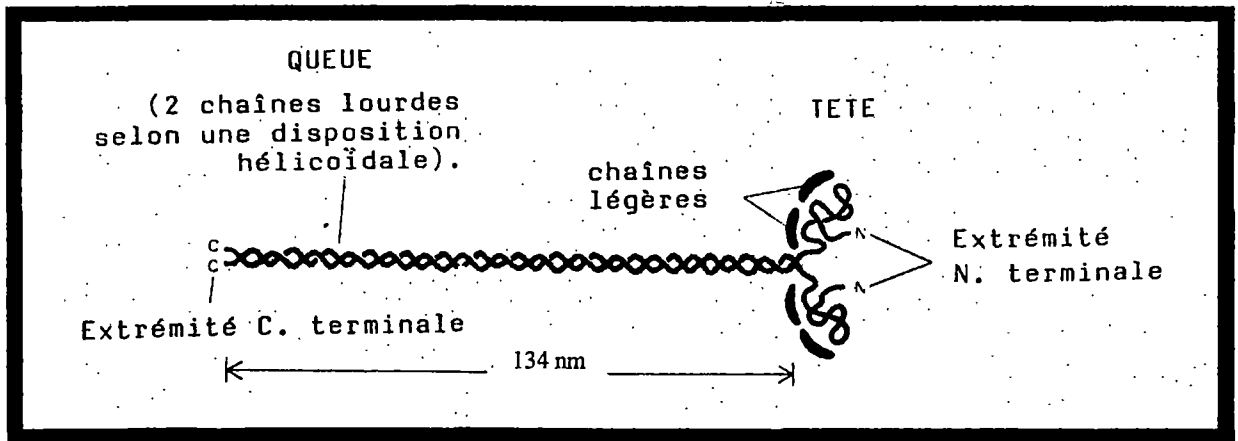 QUEUE
(2 chaînes lourdes
selon une disposition
hélicoïdale).
TETE
chaînes
légères
C
C
N
N
Extrémité
N. terminale
Extrémité C. terminale
134 nm